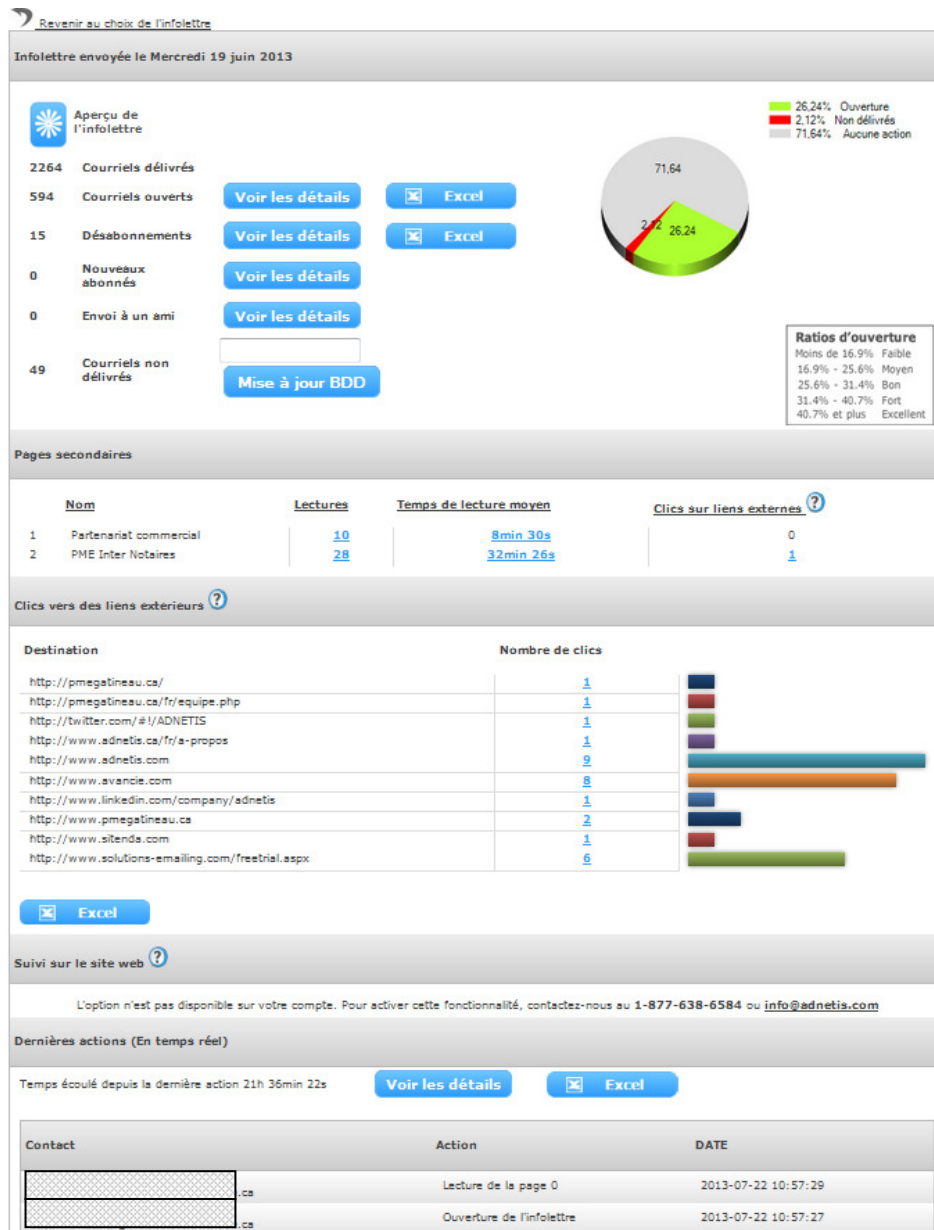 Revenir au choix de l'infolettre
Infolettre envoyée le Mercredi 19 juin 2013
Aperçu de
l'infolettre
26,24% Ouverture
2,12% Non délivrés
71,64% Aucune action
71,64
2,12
26,24
2264 Courriels délivrés
594 Courriels ouverts Voir les détails Excel
15 Désabonnements Voir les détails Excel
0 Nouveaux
abonnés Voir les détails
0 Envoi à un ami Voir les détails
49 Courriels non
délivrés
Mise à jour BDD
Ratios d'ouverture
Moins de 16.9% Faible
16.9% - 25.6% Moyen
25.6% - 31.4% Bon
31.4% - 40.7% Fort
40.7% et plus Excellent
Pages secondaires
Nom Lectures Temps de lecture moyen Clics sur liens externes ?
1 Partenariat commercial 10 8min 30s 0
2 PME Inter Notaires 28 32min 26s 1
Clics vers des liens exterieurs ?
Destination Nombre de clics
http://pmegatineau.ca/ 1
http://pmegatineau.ca/fr/equipe.php 1
http://twitter.com/#!/ADNETIS 1
http://www.adnetis.ca/fr/a-propos 1
http://www.adnetis.com 9
http://www.avancie.com 8
http://www.linkedin.com/company/adnetis 1
http://www.pmegatineau.ca 2
http://www.sitenda.com 1
http://www.solutions-emailing.com/freetrial.aspx 6
Excel
Suivi sur le site web ?
L'option n'est pas disponible sur votre compte. Pour activer cette fonctionnalité, contactez-nous au 1-877-638-6584 ou info@adnetis.com
Dernières actions (En temps réel)
Temps écoulé depuis la dernière action 21h 36min 22s Voir les détails Excel
Contact Action DATE
.ca Lecture de la page 0 2013-07-22 10:57:29
.ca Ouverture de l'infolettre 2013-07-22 10:57:27